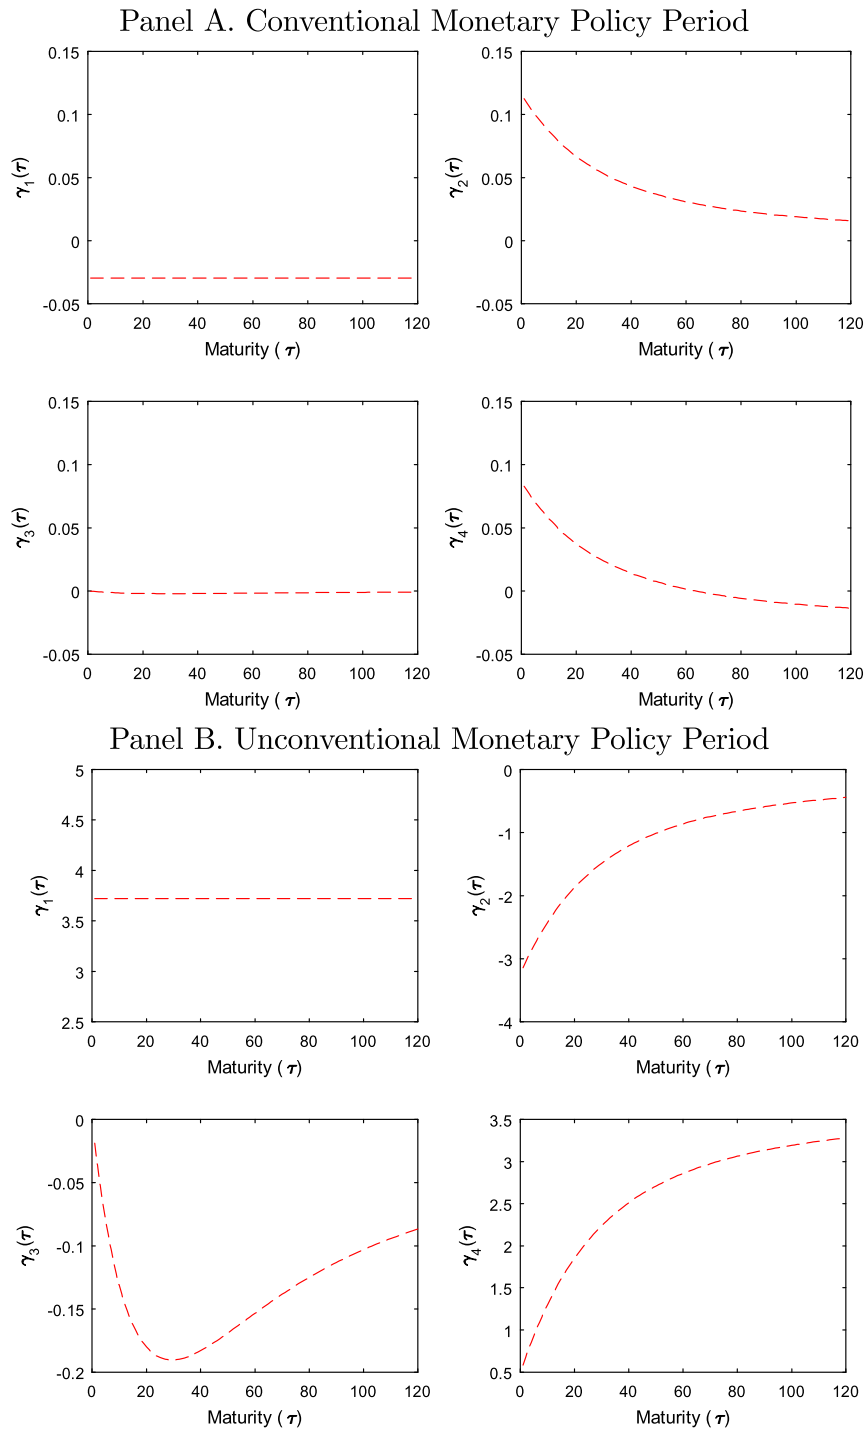 Panel A. Conventional Monetary Policy Period
0.15
0.1
0.05
0
-0.05
γ1(τ)
0 20 40 60 80 100 120
Maturity ( τ)
0.15
0.1
0.05
0
-0.05
γ2(τ)
0 20 40 60 80 100 120
Maturity ( τ)
0.15
0.1
0.05
0
-0.05
γ3(τ)
0 20 40 60 80 100 120
Maturity ( τ)
0.15
0.1
0.05
0
-0.05
γ4(τ)
0 20 40 60 80 100 120
Maturity ( τ)
Panel B. Unconventional Monetary Policy Period
5
4.5
4
3.5
3
2.5
γ1(τ)
0 20 40 60 80 100 120
Maturity ( τ)
0
-1
-2
-3
-4
γ2(τ)
0 20 40 60 80 100 120
Maturity ( τ)
0
-0.05
-0.1
-0.15
-0.2
γ3(τ)
0 20 40 60 80 100 120
Maturity ( τ)
3.5
3
2.5
2
1.5
1
0.5
γ4(τ)
0 20 40 60 80 100 120
Maturity ( τ)